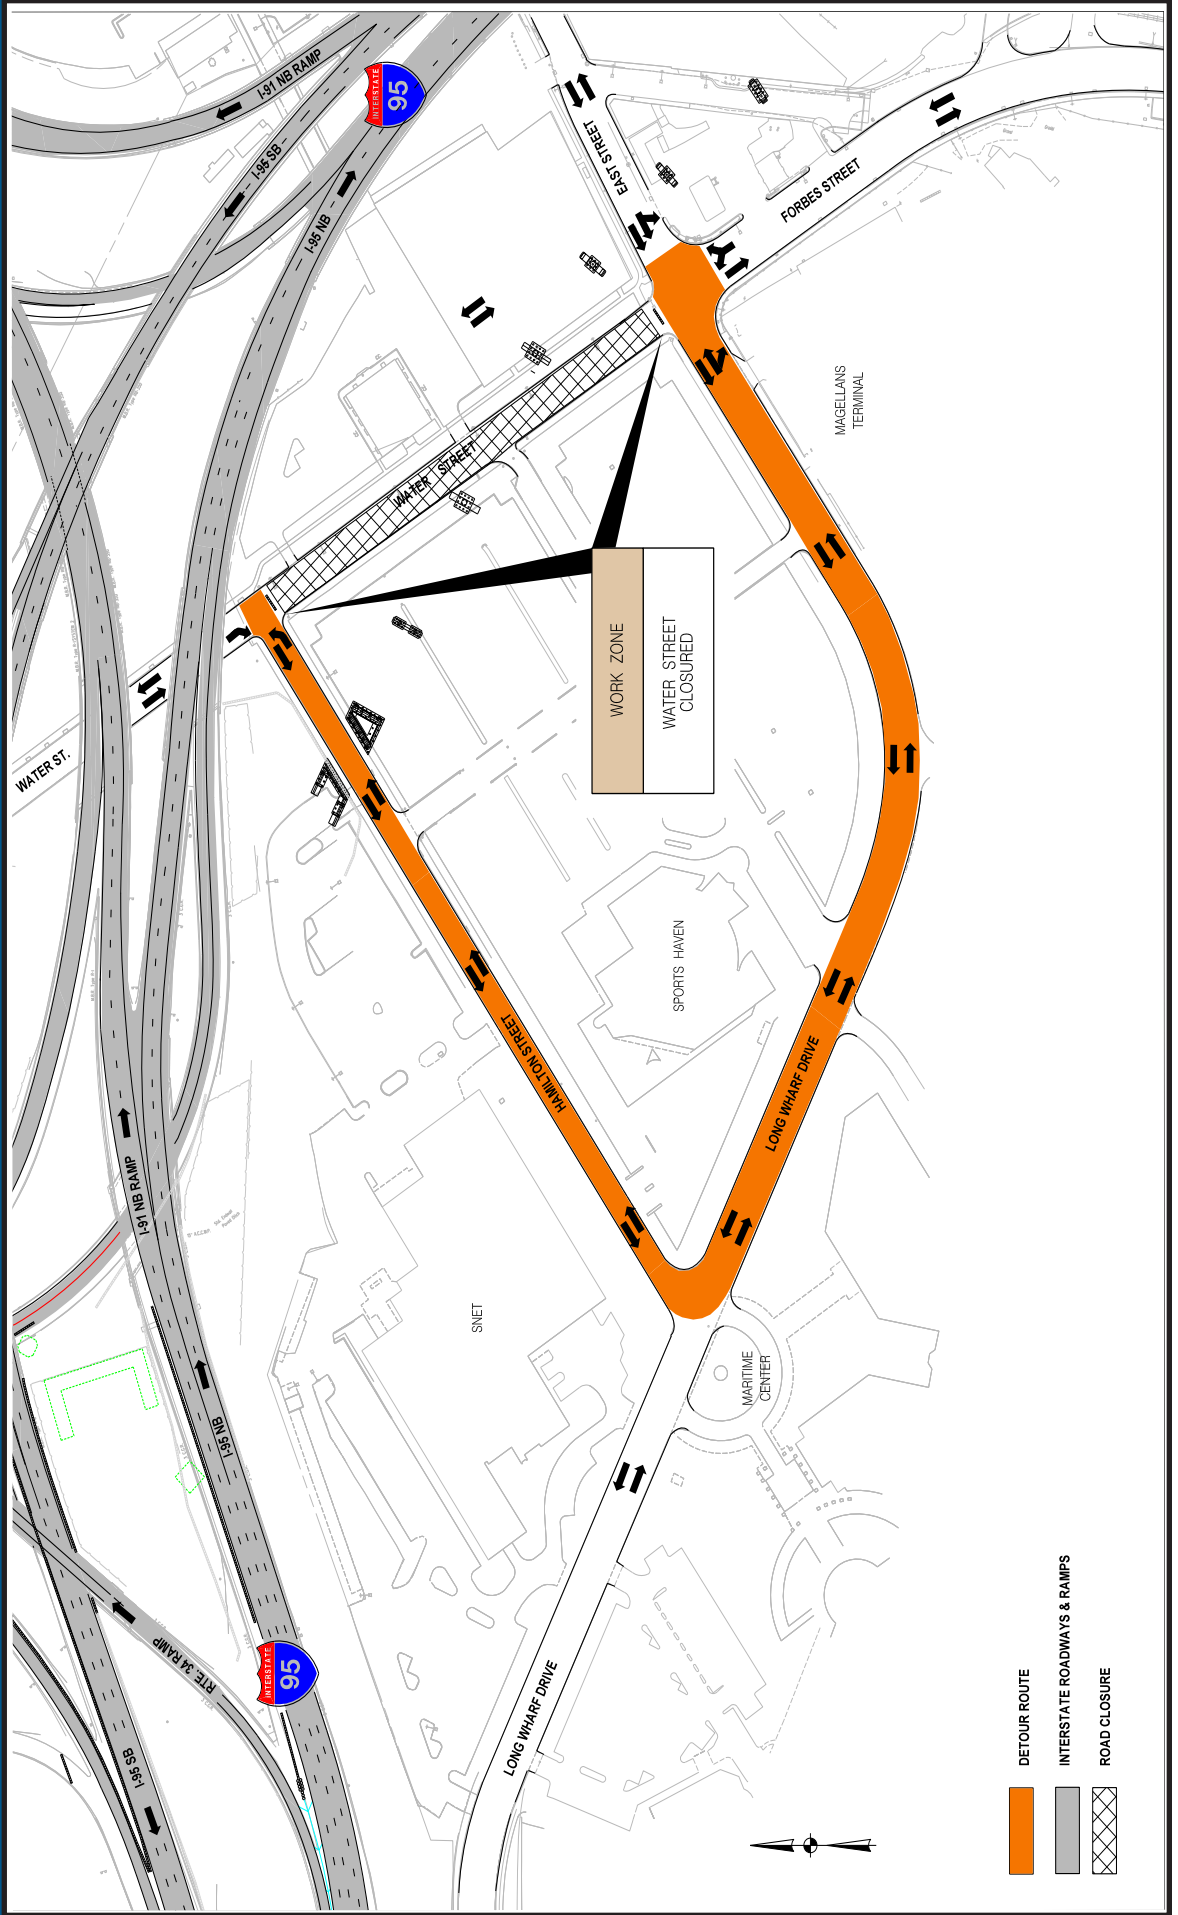 I-91 NB RAMP
INTERSTATE
95
I-95 SB
I-95 NB
EAST STREET
FORBES STREET
MAGELLANS
TERMINAL
WATER STREET
WATER ST.
WORK ZONE
WATER STREET
CLOSURED
SPORTS HAVEN
HAMILTON STREET
LONG WHARF DRIVE
I-91 NB RAMP
SNET
MARITIME
CENTER
I-95 NB
RTE. 34 RAMP
INTERSTATE
95
I-95 SB
LONG WHARF DRIVE
DETOUR ROUTE
INTERSTATE ROADWAYS & RAMPS
ROAD CLOSURE